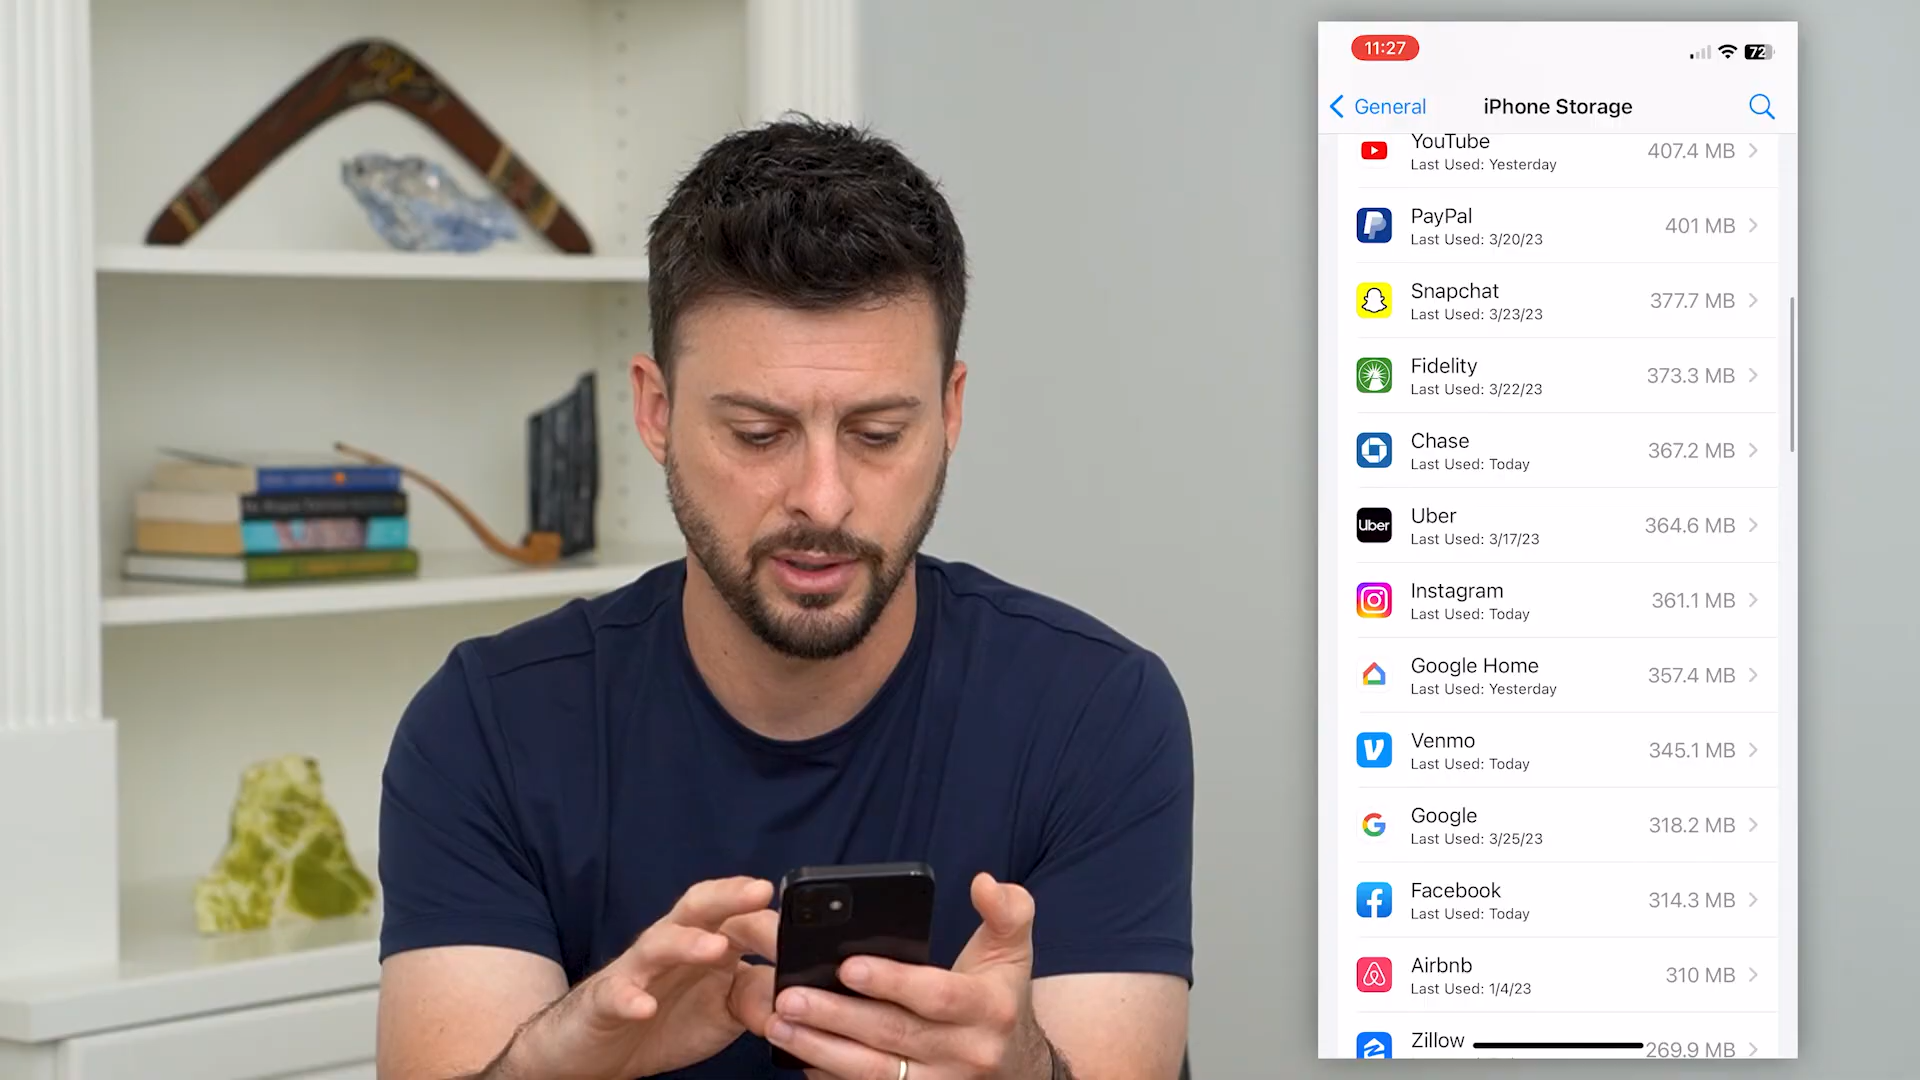 11:27
72
General
iPhone Storage
YouTube
407.4 MB
Last Used: Yesterday
PayPal
401 MB
Last Used: 3/20/23
Snapchat
377.7 MB
Last Used: 3/23/23
Fidelity
373.3 MB
Last Used: 3/22/23
Chase
367.2 MB
Last Used: Today
Uber
Uber
364.6 MB
Last Used: 3/17/23
Instagram
361.1 MB
Last Used: Today
Google Home
357.4 MB
Last Used: Yesterday
Venmo
345.1 MB
Last Used: Today
Google
318.2 MB
Last Used: 3/25/23
Facebook
314.3 MB
Last Used: Today
Airbnb
310 MB
Last Used: 1/4/23
Zillow
269.9 MB